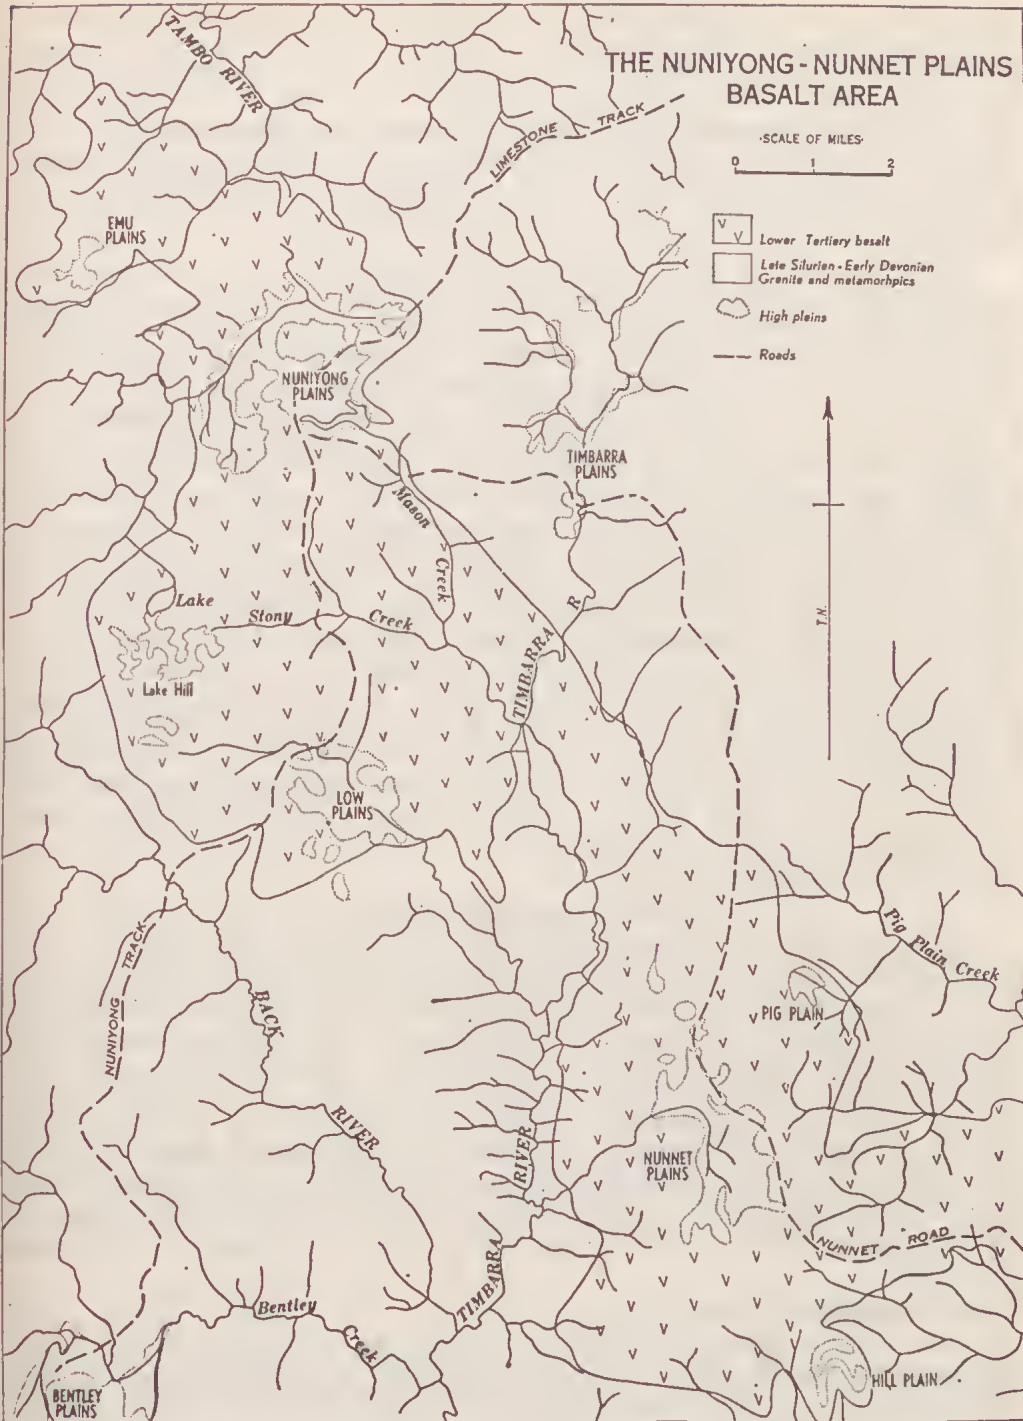 THE NUNIYONG - NUNNET PLAINS
BASALT AREA
SCALE OF MILES
0 1 2
v v Lower Tertiary basalt
Late Silurian - Early Devonian
Granite and metamorhpics
High plains
Roads
TAMBO RIVER
LIMESTONE TRACK
EMU
PLAINS
NUNIYONG
PLAINS
TIMBARRA
PLAINS
Mason Creek
T.N.
Lake
Stony Creek
TIMBARRA R
Lake Hill
LOW
PLAINS
Pig Plain Creek
NUNIYONG TRACK
BACK RIVER
PIG PLAIN
RIVER
NUNNET
PLAINS
NUNNET ROAD
TIMBARRA
Bentley Creek
HILL PLAIN
BENTLEY
PLAINS